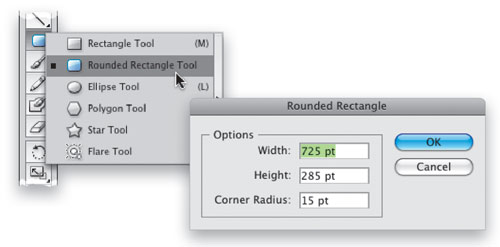 Rectangle Tool (M)
Rounded Rectangle Tool
Ellipse Tool (L)
Polygon Tool
Star Tool
Flare Tool
Rounded Rectangle
Options
Width: 725 pt
Height: 285 pt
Corner Radius: 15 pt
OK
Cancel